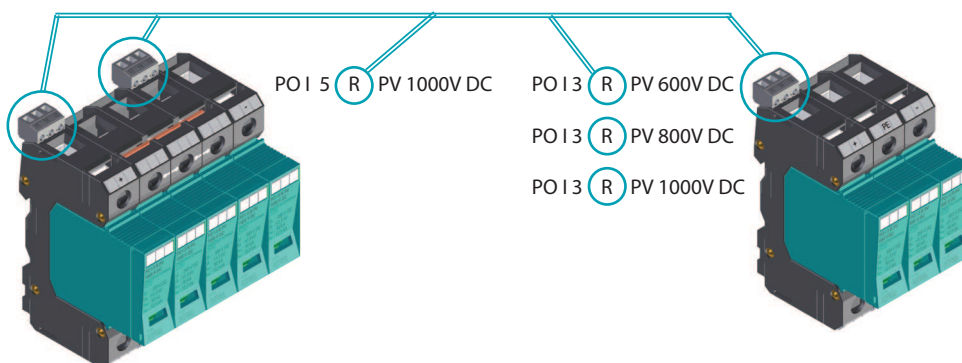 PO I 5 R PV 1000V DC
PO I 3 R PV 600V DC
PO I 3 R PV 800V DC
PO I 3 R PV 1000V DC
+
-
+
PE
-